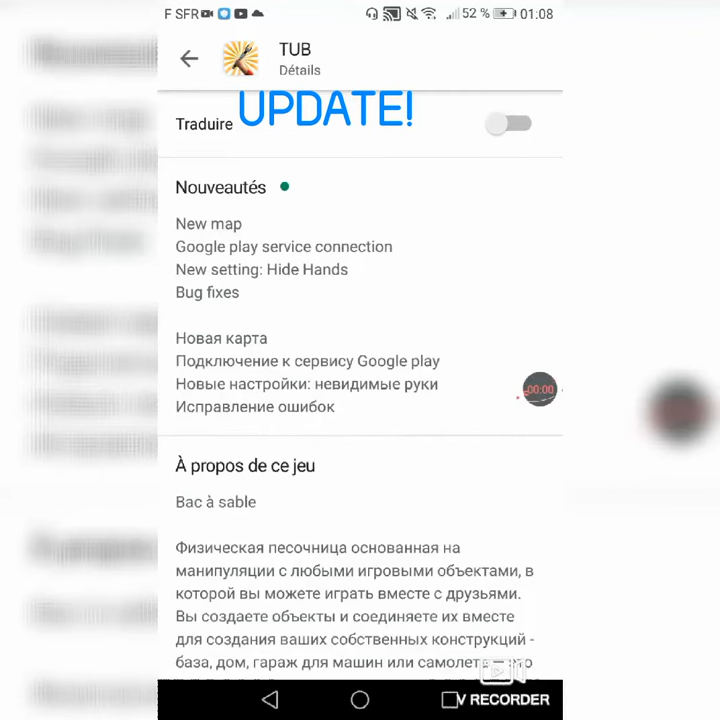 F SFR 52 % 01:08
TUB
Détails
UPDATE!
Traduire
Nouveautés
New map
Google play service connection
New setting: Hide Hands
Bug fixes
Новая карта
Подключение к сервису Google play
Новые настройки: невидимые руки
Исправление ошибок
00:00
À propos de ce jeu
Bac à sable
Физическая песочница основанная на
манипуляции с любыми игровыми объектами, в
которой вы можете играть вместе с друзьями.
Вы создаете объекты и соединяете их вместе
для создания ваших собственных конструкций -
база, дом, гараж для машин или самолет
V RECORDER